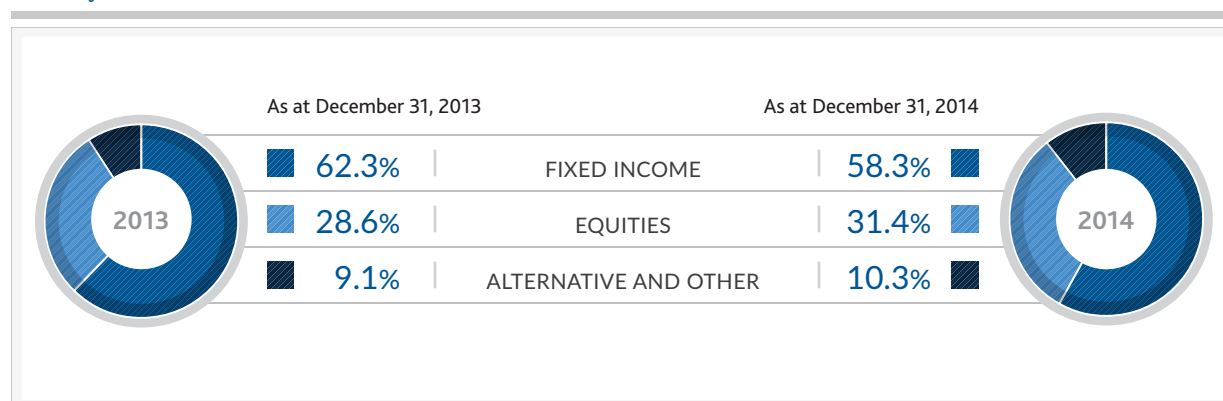 As at December 31, 2013 As at December 31, 2014
62.3% FIXED INCOME 58.3%
2013 28.6% EQUITIES 31.4% 2014
9.1% ALTERNATIVE AND OTHER 10.3%